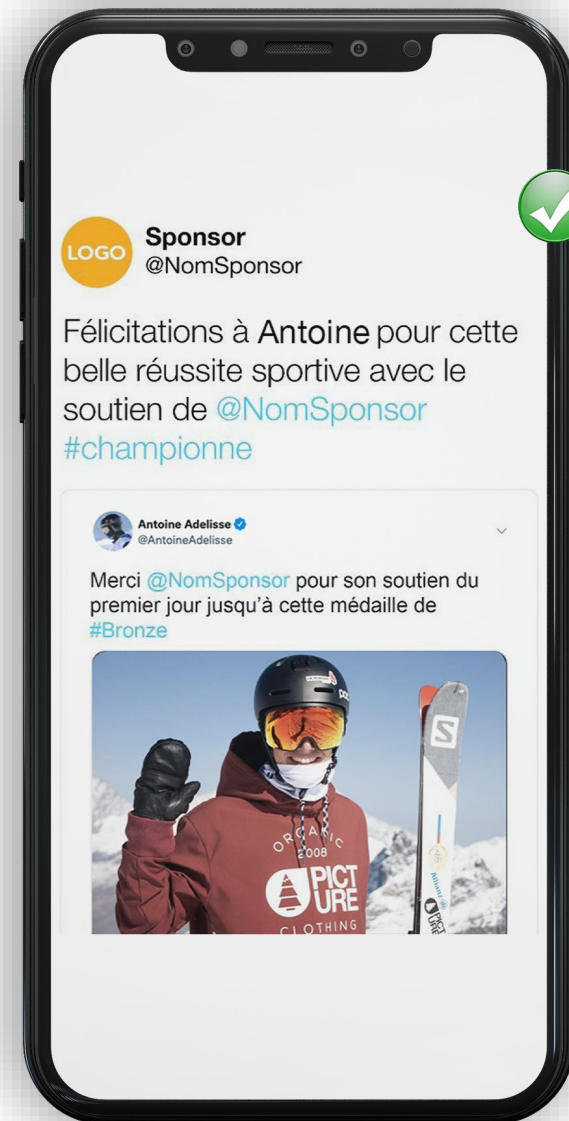 LOGO
Sponsor
@NomSponsor
Félicitations à Antoine pour cette
belle réussite sportive avec le
soutien de @NomSponsor
#championne
Antoine Adelisse
@AntoineAdelisse
Merci @NomSponsor pour son soutien du
premier jour jusqu’à cette médaille de
#Bronze
POC
S
ORGANIC
2008
PICT
URE
CLOTHING
Allianz
PICT
URE